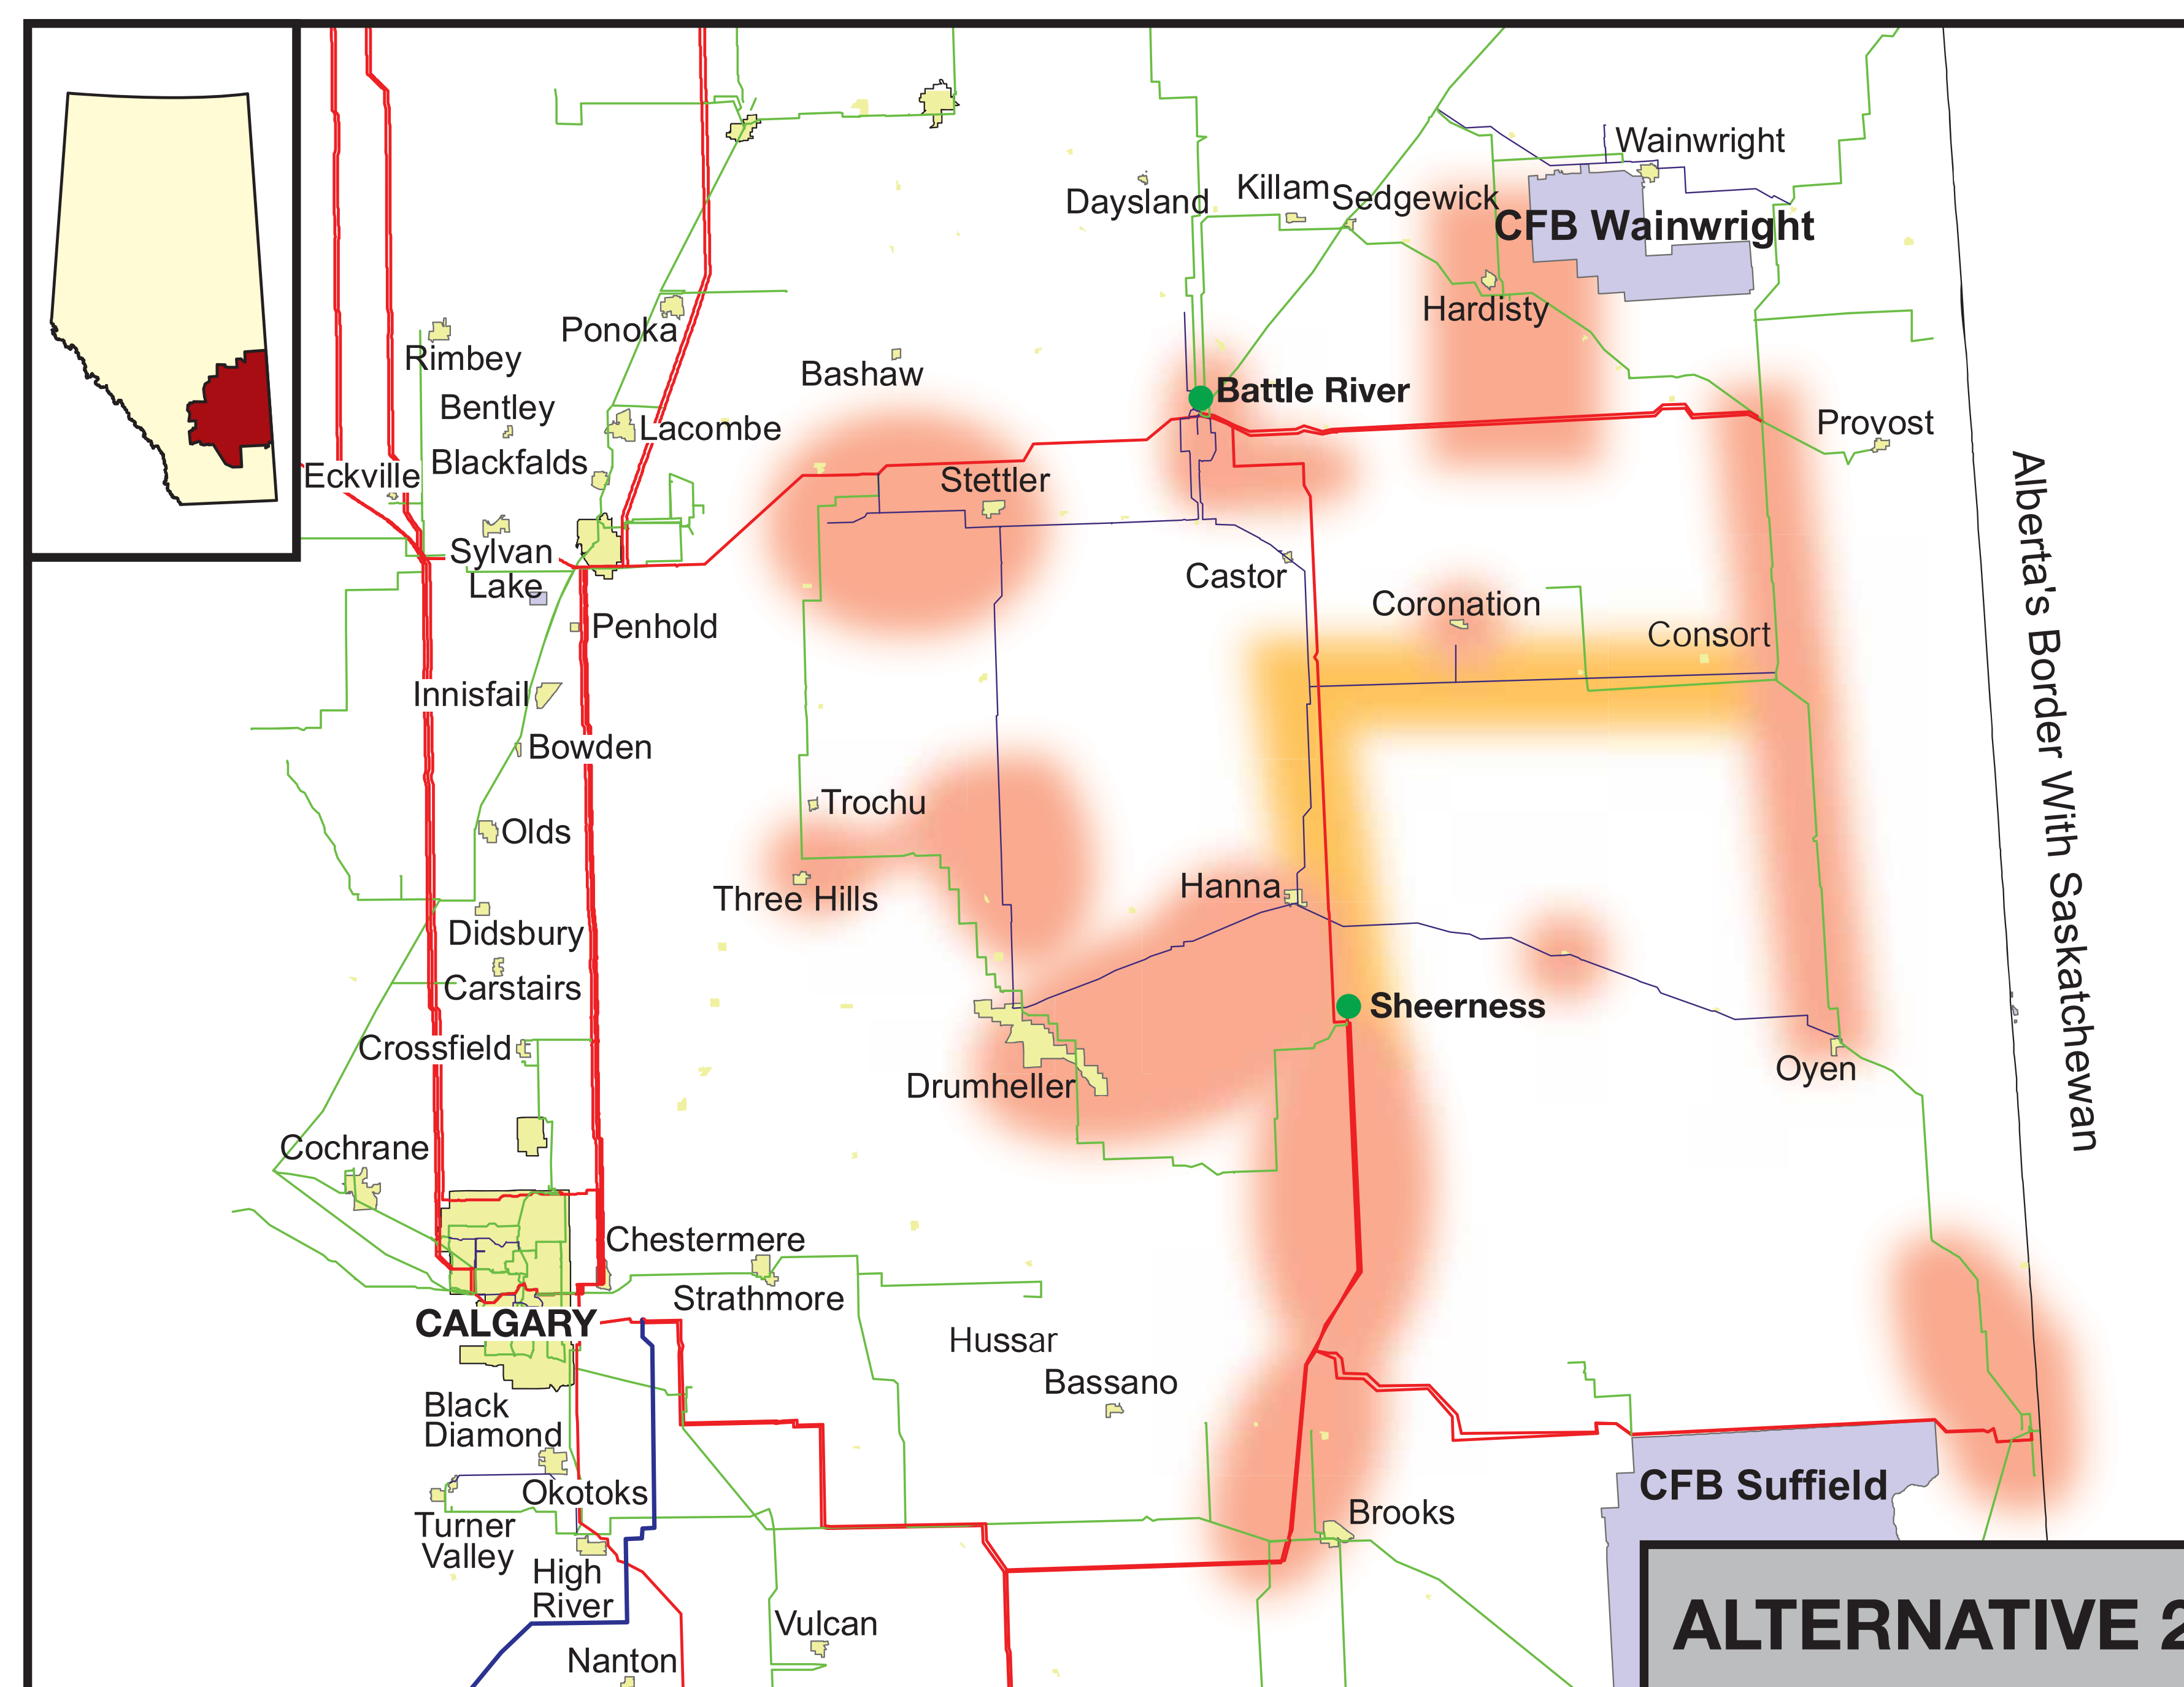 Wainwright
Daysland
Killam
Sedgewick
CFB Wainwright
Hardisty
Ponoka
Rimbey
Bashaw
Battle River
Bentley
Lacombe
Provost
Blackfalds
Eckville
Stettler
Sylvan
Lake
Castor
Coronation
Penhold
Consort
Innisfail
Bowden
Trochu
Olds
Three Hills
Hanna
Didsbury
Carstairs
Sheerness
Crossfield
Drumheller
Oyen
Alberta's Border With Saskatchewan
Cochrane
Chestermere
Strathmore
CALGARY
Hussar
Bassano
Black
Diamond
CFB Suffield
Okotoks
Brooks
Turner
Valley
High
River
Vulcan
Nanton
ALTERNATIVE 2